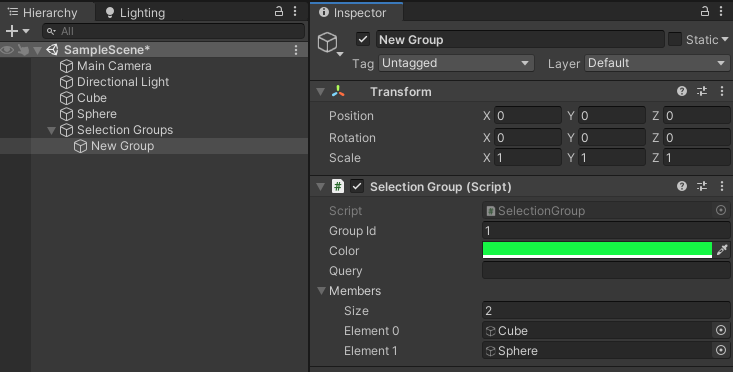 Hierarchy
Lighting
All
SampleScene*
Main Camera
Directional Light
Cube
Sphere
Selection Groups
New Group
Inspector
New Group
Static
Tag Untagged Layer Default
Transform
Position X 0 Y 0 Z 0
Rotation X 0 Y 0 Z 0
Scale X 1 Y 1 Z 1
# Selection Group (Script)
Script # SelectionGroup
Group Id 1
Color
Query
Members
Size 2
Element 0 Cube
Element 1 Sphere